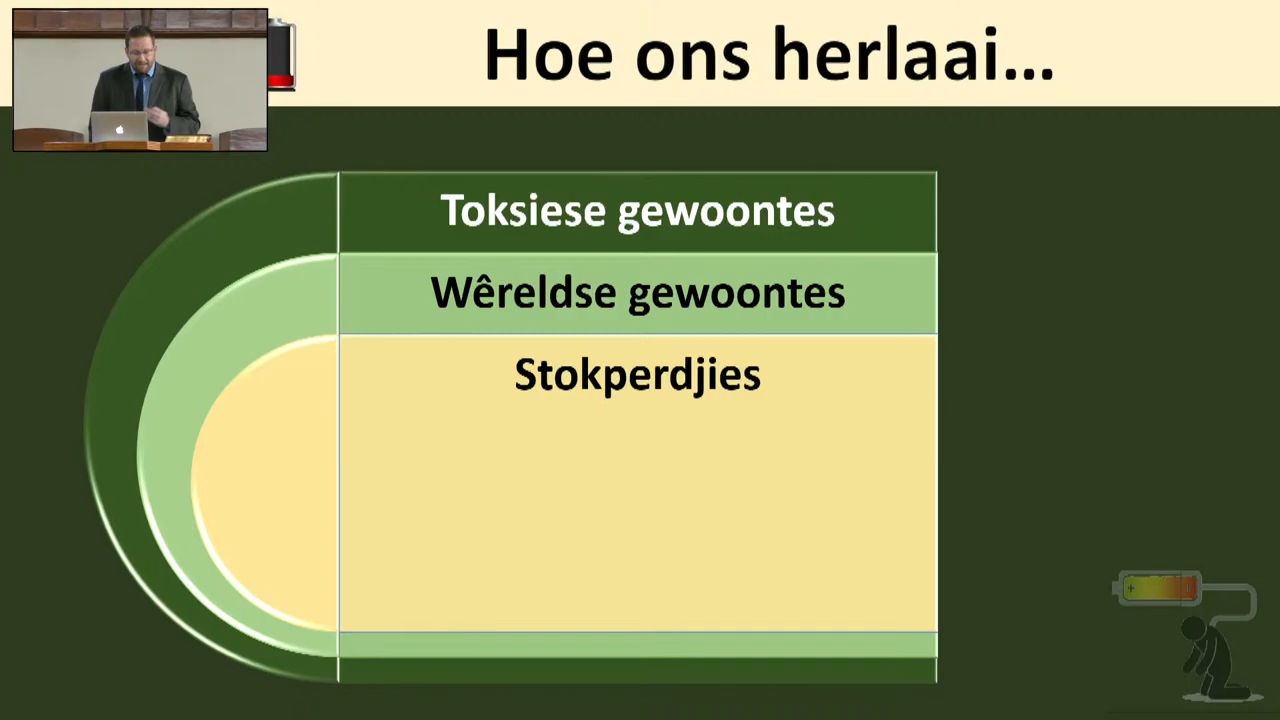 Hoe ons herlaai...
Toksiese gewoontes
Wêreldse gewoontes
Stokperdjies